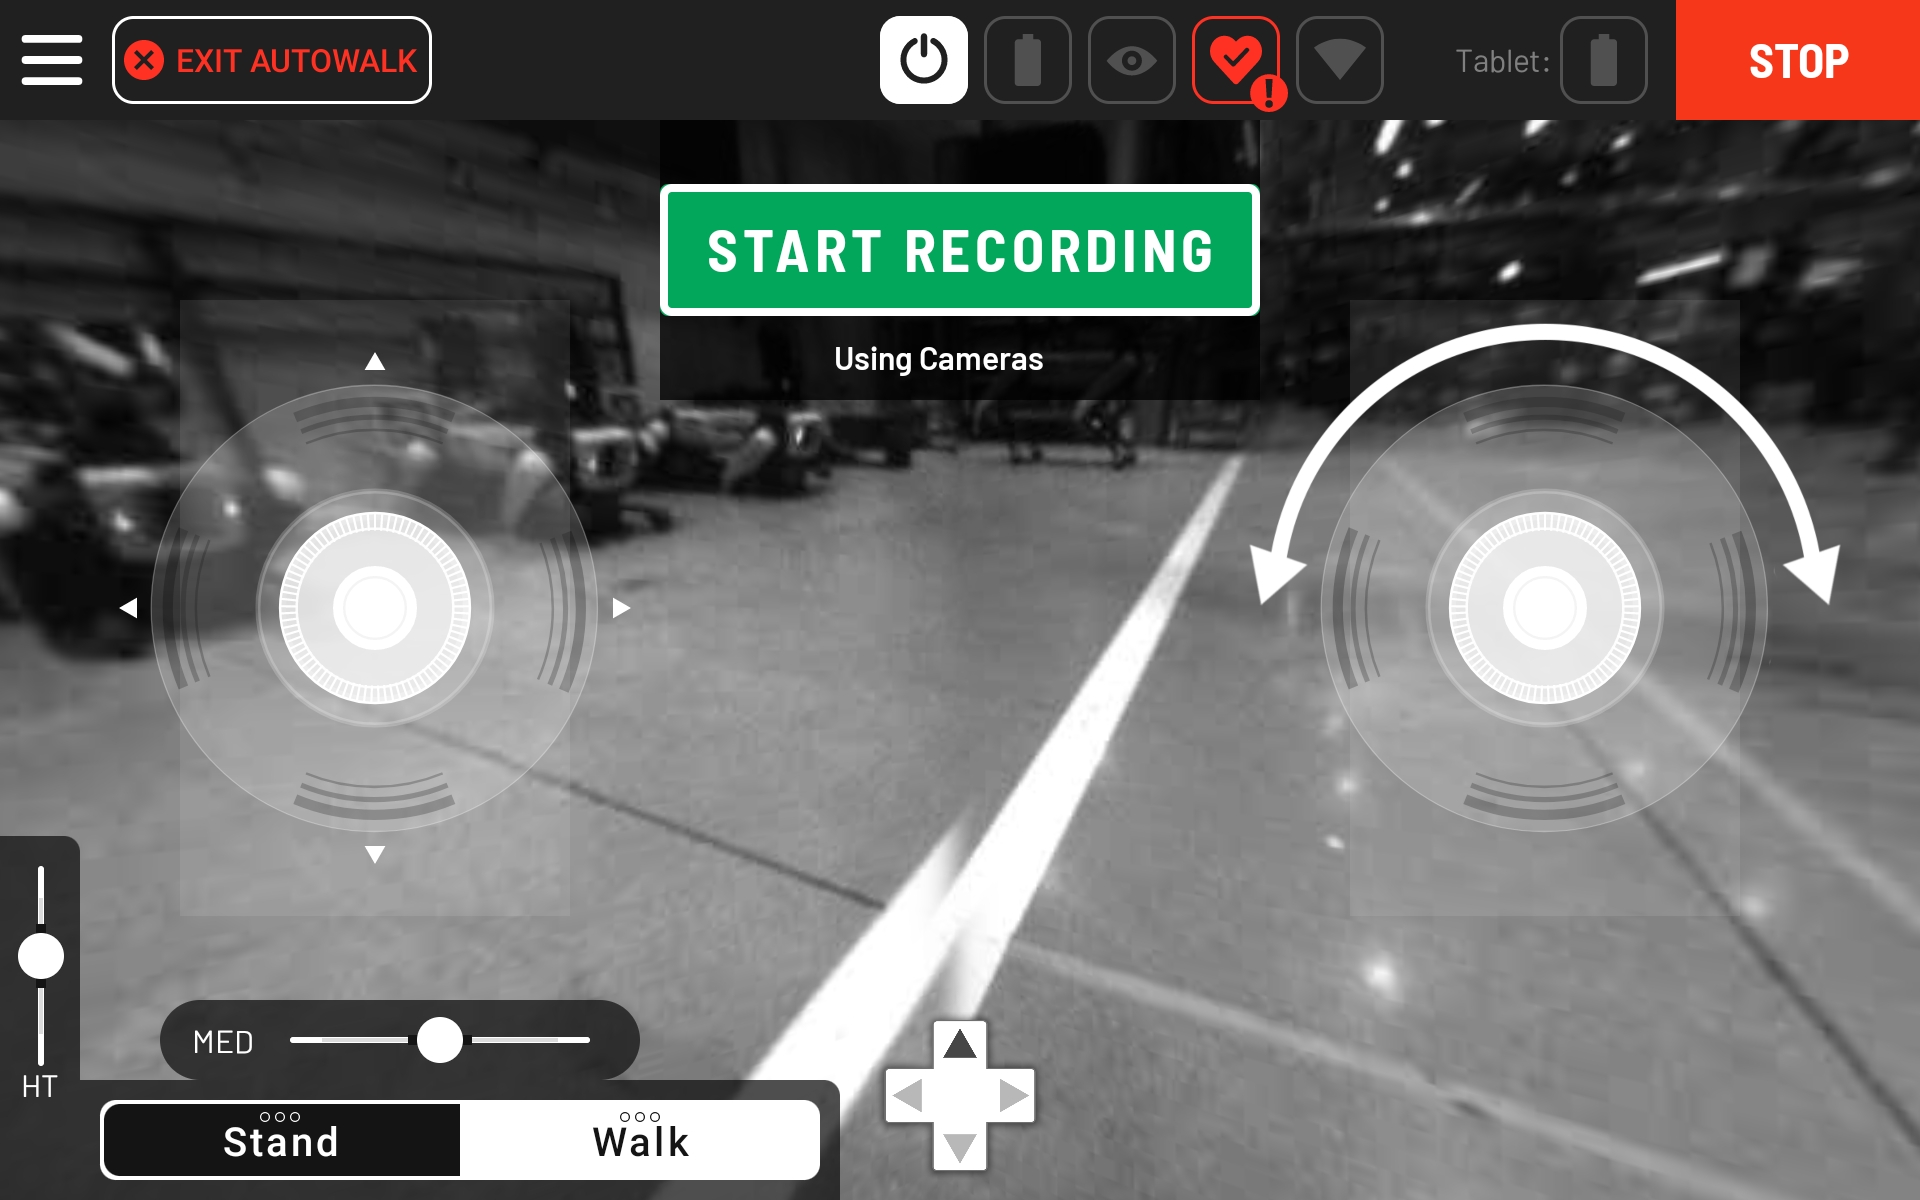 EXIT AUTOWALK
Tablet:
STOP
START RECORDING
Using Cameras
MED
HT
Stand
Walk